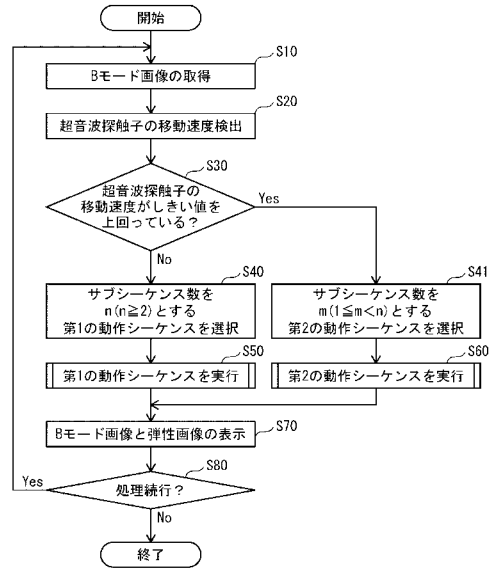 開始
S10
Bモード画像の取得
S20
超音波探触子の移動速度検出
S30
超音波探触子の
移動速度がしきい値を
上回っている?
Yes
No
S40
サブシーケンス数を
n(n≧2)とする
第1の動作シーケンスを選択
S41
サブシーケンス数を
m(1≦m<n)とする
第2の動作シーケンスを選択
S50
第1の動作シーケンスを実行
S60
第2の動作シーケンスを実行
S70
Bモード画像と弾性画像の表示
S80
Yes
処理続行?
No
終了